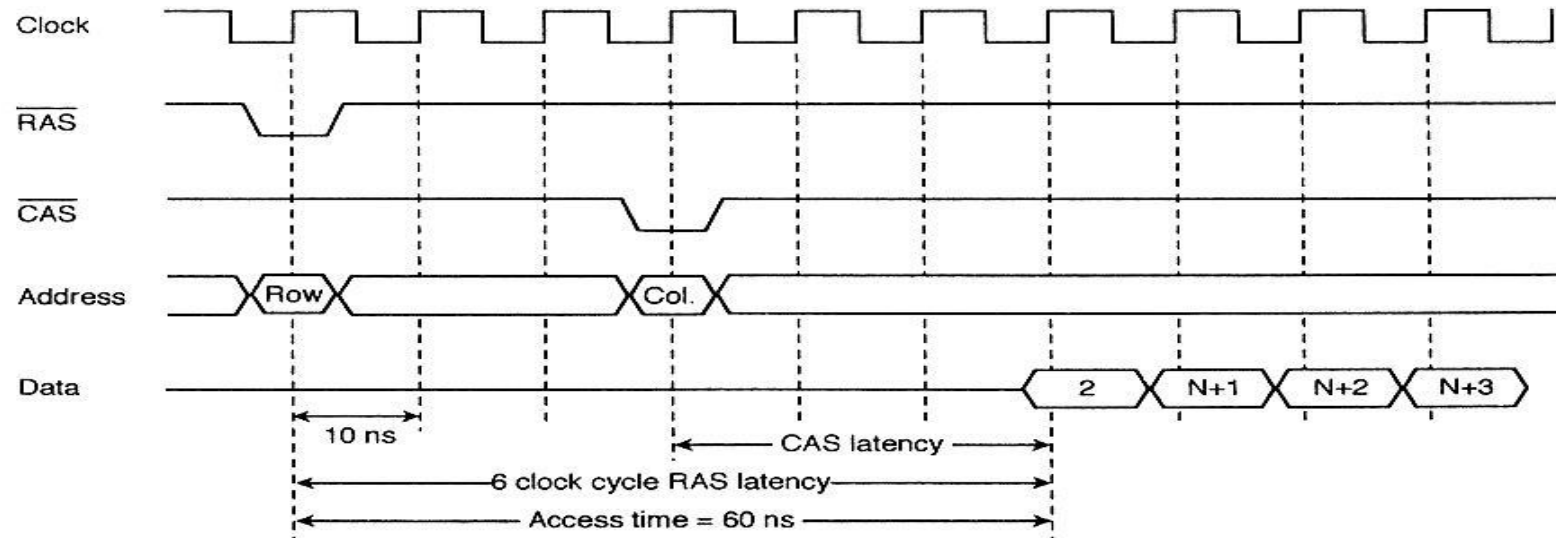 Clock
RAS
CAS
Address
Row
Col.
Data
2
N+1
N+2
N+3
10 ns
CAS latency
6 clock cycle RAS latency
Access time = 60 ns